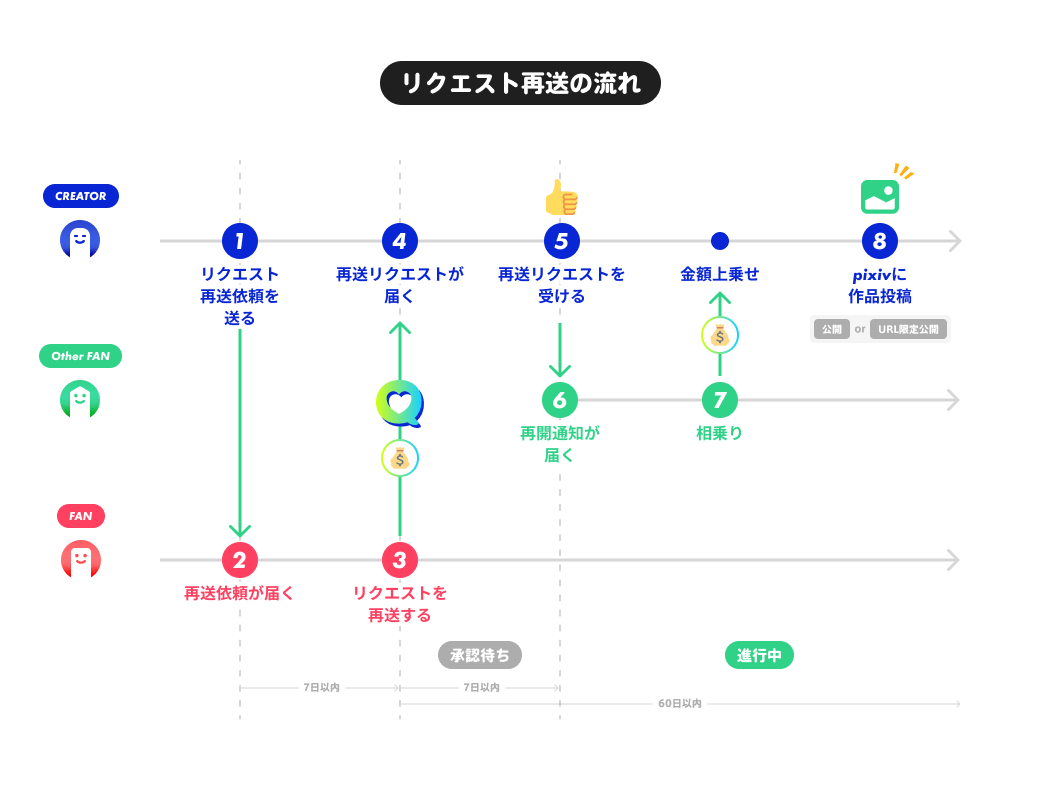 リクエスト再送の流れ
CREATOR
1
リクエスト
再送依頼を
送る
4
再送リクエストが
届く
5
再送リクエストを
受ける
金額上乗せ
8
pixivに
作品投稿
公開 or URL限定公開
Other FAN
$
$
6
再開通知が
届く
7
相乗り
FAN
2
再送依頼が届く
3
リクエストを
再送する
承認待ち
進行中
7日以内
7日以内
60日以内